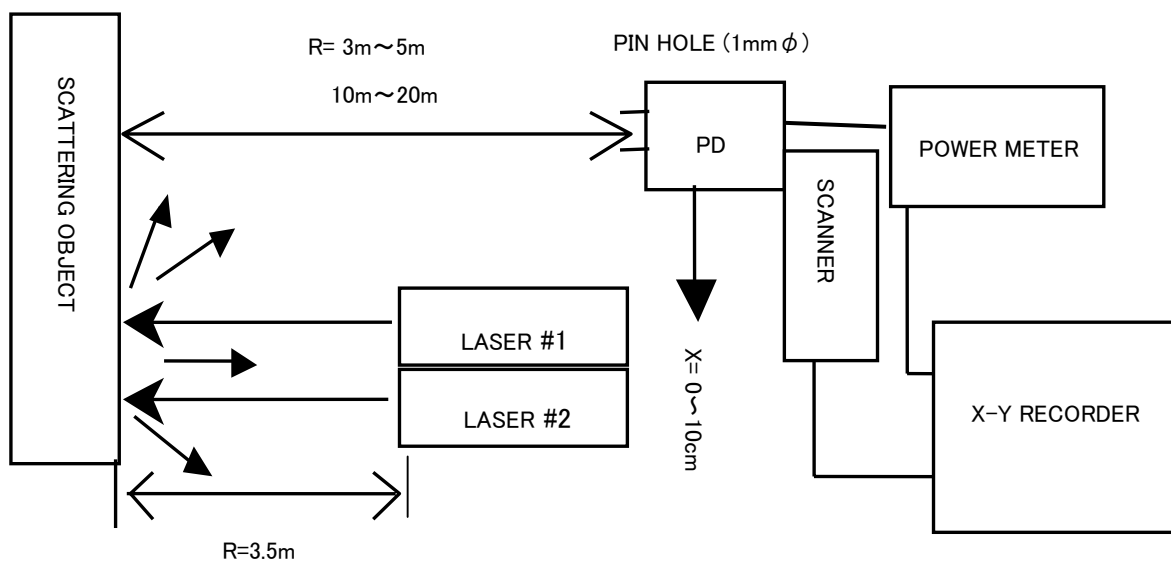 R= 3m～5m
10m～20m
PIN HOLE (1mmφ)
SCATTERING OBJECT
PD
POWER METER
SCANNER
LASER #1
LASER #2
X= 0～10cm
X-Y RECORDER
R=3.5m